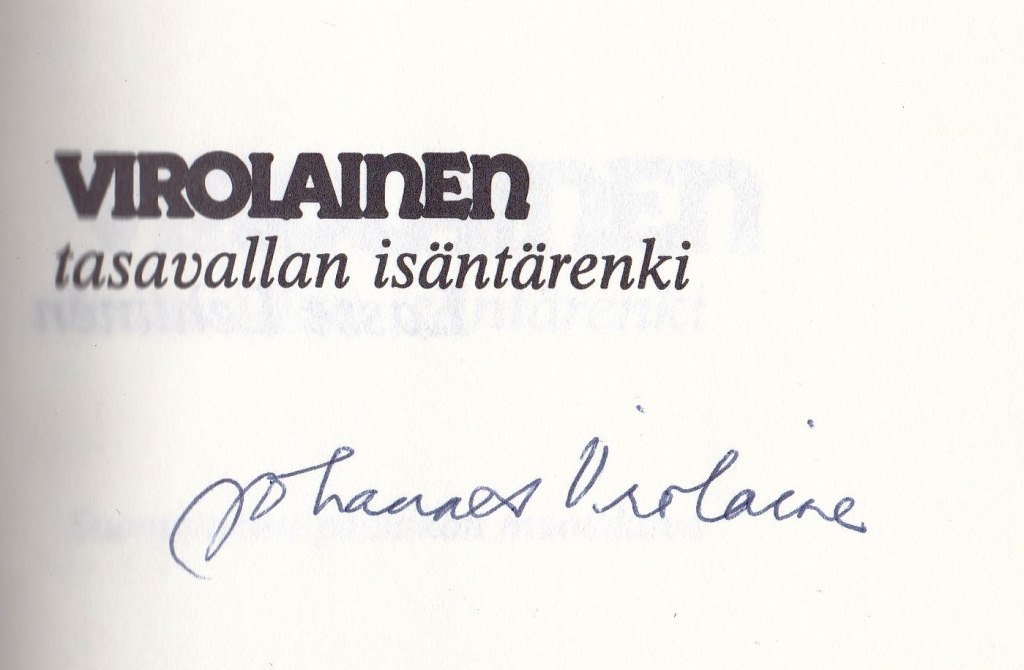 VIROLAINEN
tasavallan isäntärenki
Johannes Virolainen